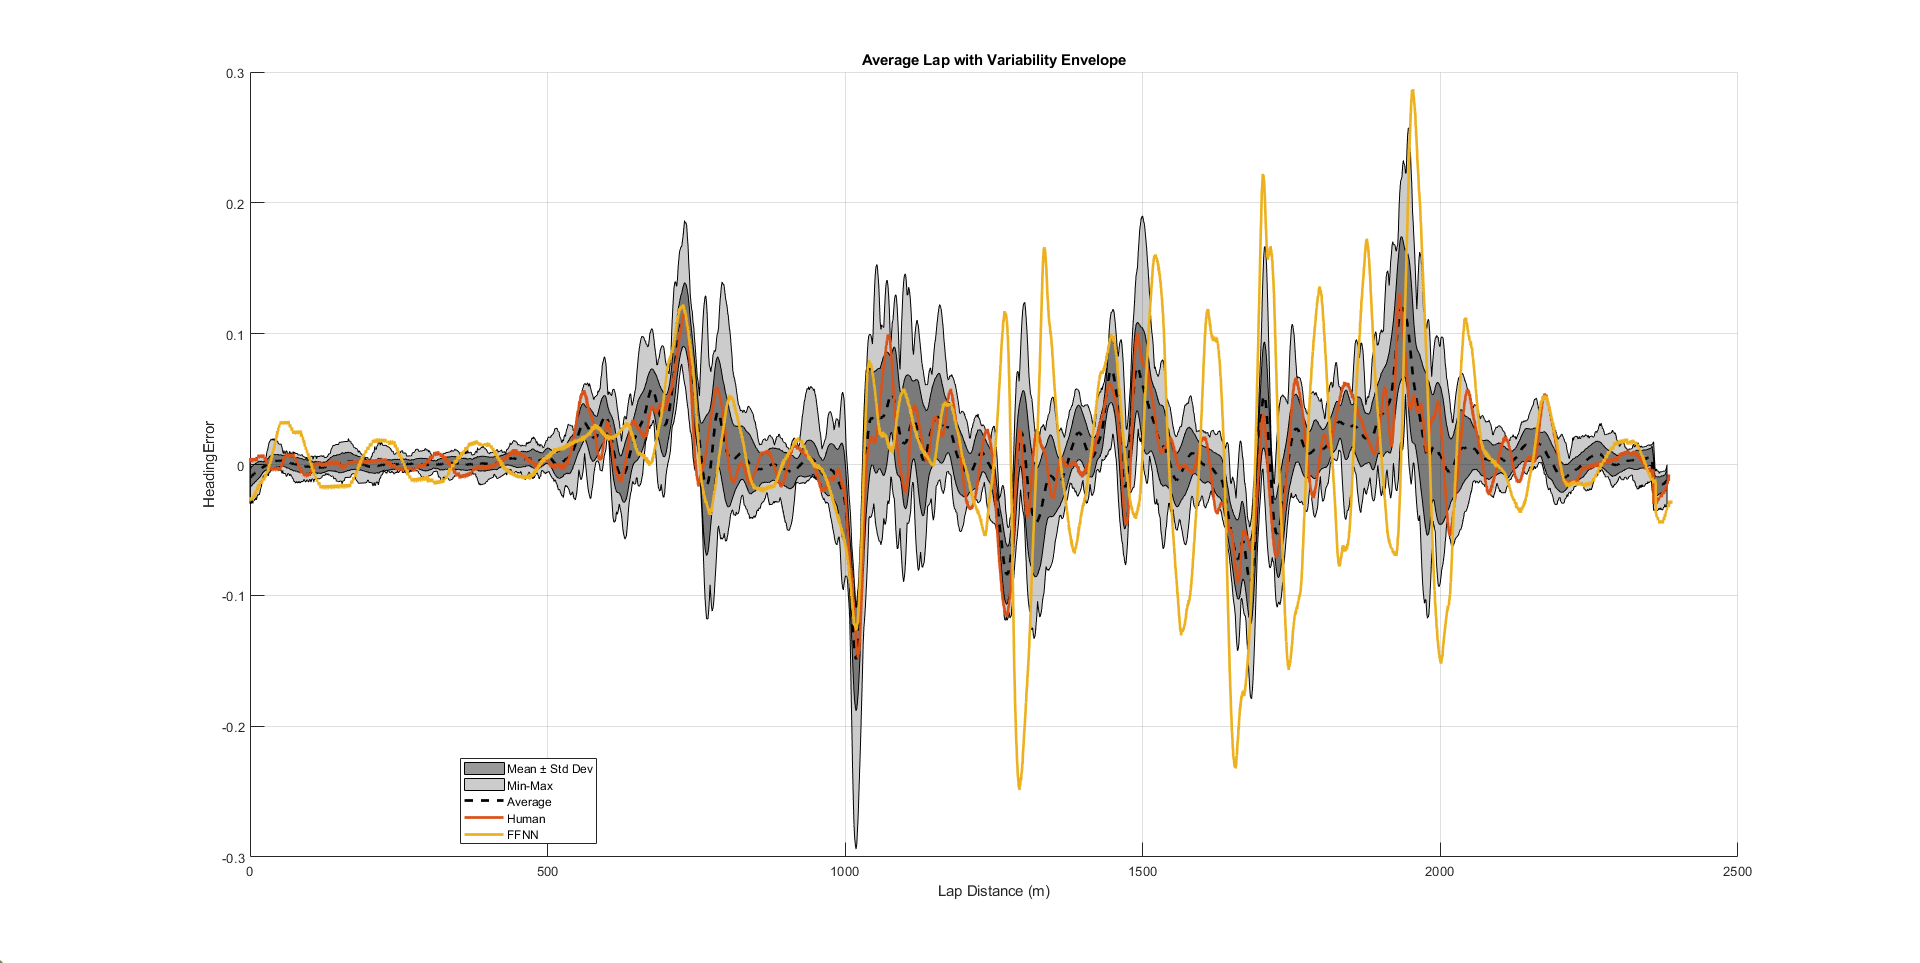 Average Lap with Variability Envelope
0.3
0.2
0.1
0
-0.1
-0.2
-0.3
HeadingError
Mean ± Std Dev
Min-Max
Average
Human
FFNN
0 500 1000 1500 2000 2500
Lap Distance (m)